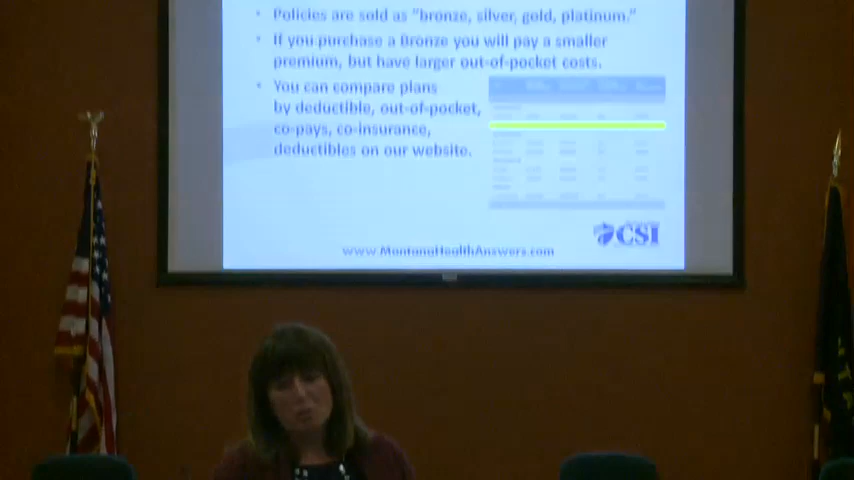 • Policies are sold as "bronze, silver, gold, platinum."
• If you purchase a Bronze you will pay a smaller
premium, but have larger out-of-pocket costs.
• You can compare plans
by deductible, out-of-pocket,
co-pays, co-insurance,
deductibles on our website.
CSI
www.MontanaHealthAnswers.com